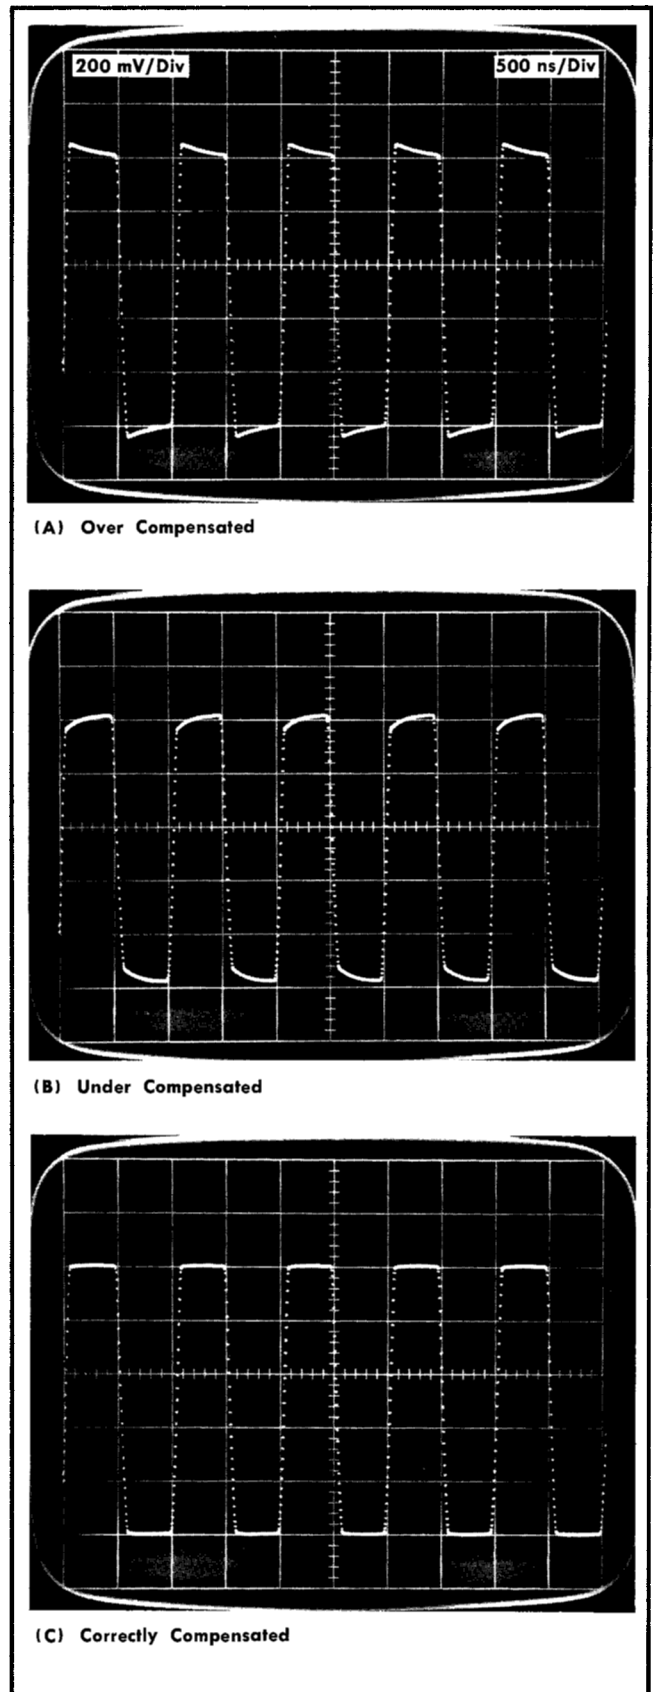 200 mV/Div 500 ns/Div
(A) Over Compensated
(B) Under Compensated
(C) Correctly Compensated